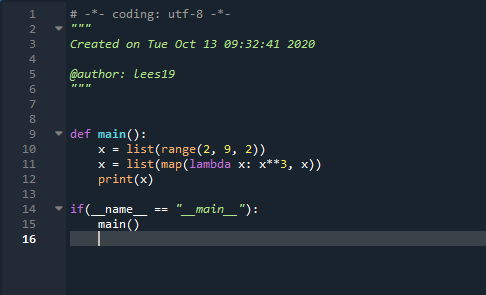 1 # -*- coding: utf-8 -*-
2 """
3 Created on Tue Oct 13 09:32:41 2020
4
5 @author: lees19
6 """
7
8
9 def main():
10     x = list(range(2, 9, 2))
11     x = list(map(lambda x: x**3, x))
12     print(x)
13
14 if(__name__ == "__main__"):
15     main()
16